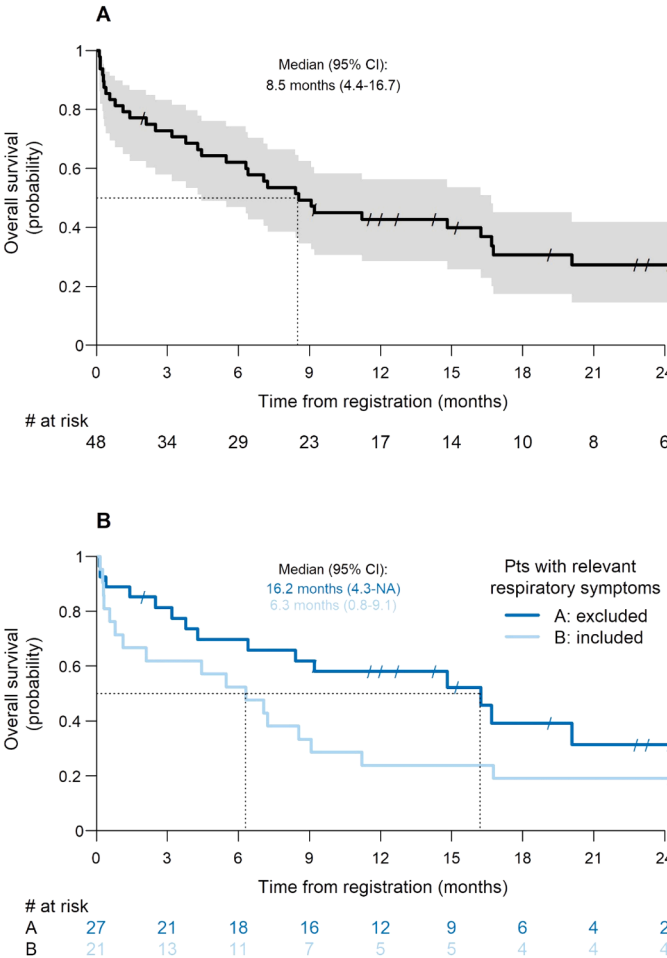 A
Median (95% CI):
8.5 months (4.4-16.7)
Overall survival
(probability)
1
0.8
0.6
0.4
0.2
0
0 3 6 9 12 15 18 21 24
Time from registration (months)
# at risk
48 34 29 23 17 14 10 8 6
B
Median (95% CI):
16.2 months (4.3-NA)
6.3 months (0.8-9.1)
Pts with relevant
respiratory symptoms
A: excluded
B: included
Overall survival
(probability)
1
0.8
0.6
0.4
0.2
0
0 3 6 9 12 15 18 21 24
Time from registration (months)
# at risk
A 27 21 18 16 12 9 6 4 2
B 21 13 11 7 5 5 4 4 4